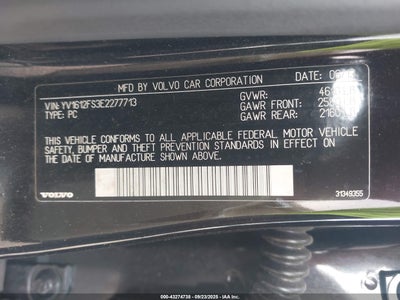 MFD BY VOLVO CAR CORPORATION
VIN: YV1612FS3E2277713
TYPE: PC
GVWR:
GAWR FRONT:
GAWR REAR:
THIS VEHICLE CONFORMS TO ALL APPLICABLE FEDERAL MOTOR VEHICLE
SAFETY, BUMPER AND THEFT PREVENTION STANDARDS IN EFFECT ON
THE DATE OF MANUFACTURE SHOWN ABOVE.
VOLVO
31349355
000-43274738 - 09/23/2025 - IAA Inc.